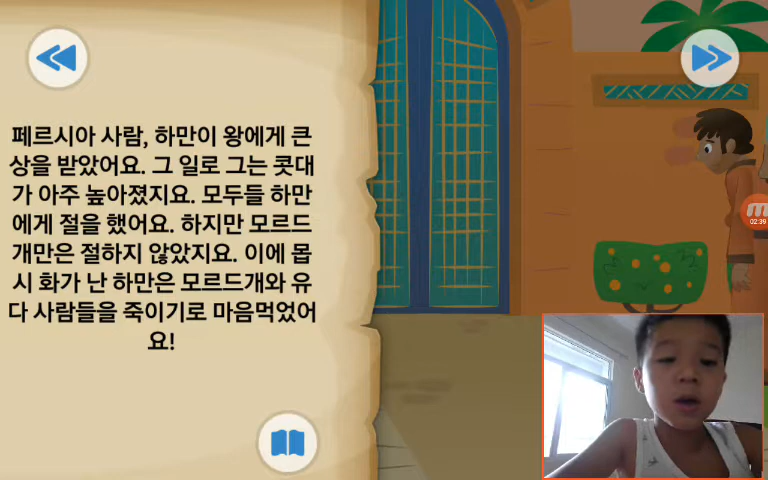 페르시아 사람, 하만이 왕에게 큰
상을 받았어요. 그 일로 그는 콧대
가 아주 높아졌지요. 모두들 하만
에게 절을 했어요. 하지만 모르드
개만은 절하지 않았지요. 이에 몹
시 화가 난 하만은 모르드개와 유
다 사람들을 죽이기로 마음먹었어
요!
02:39